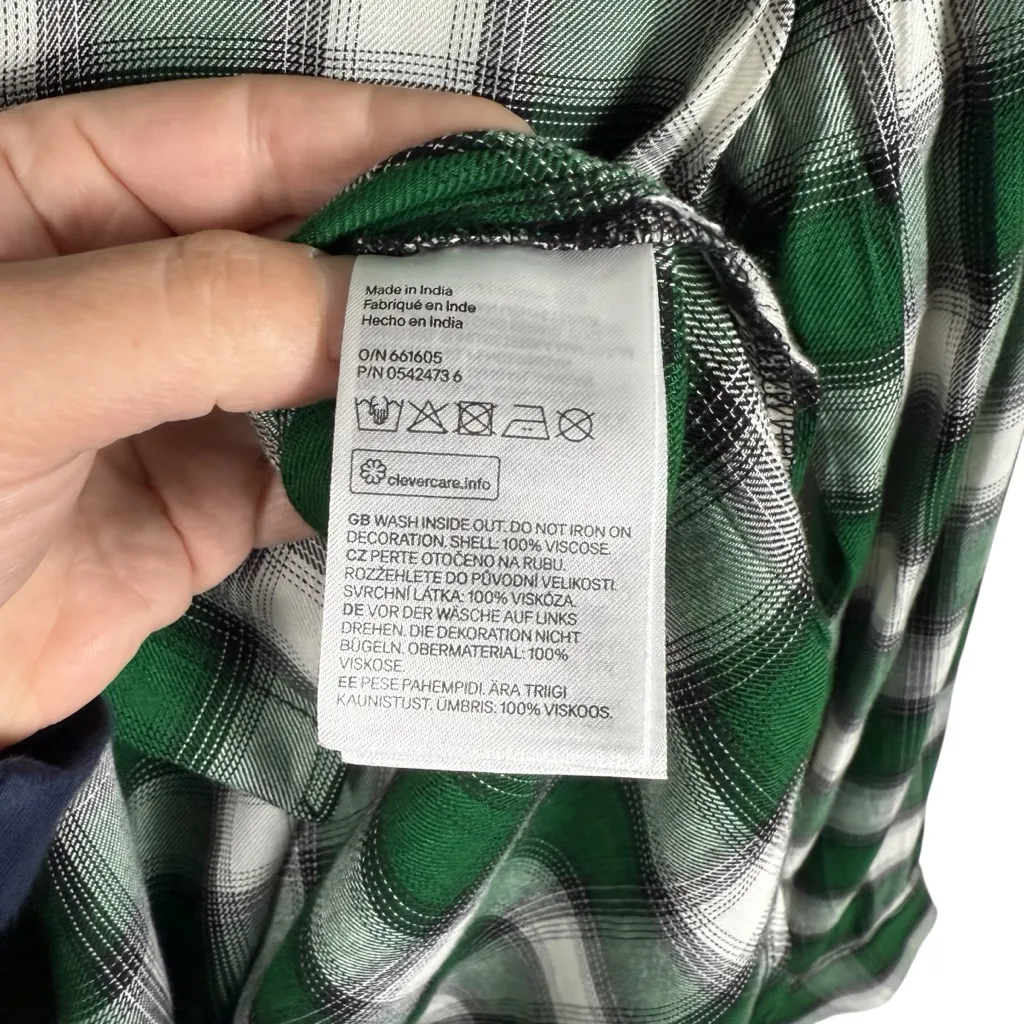 Made in India
Fabriqué en Inde
Hecho en India
O/N 661605
P/N 0542473 6
clevercare.info
GB WASH INSIDE OUT. DO NOT IRON ON
DECORATION. SHELL: 100% VISCOSE.
CZ PERTE OTOČENO NA RUBU.
ROZZEHLETE DO PŮVODNÍ VELIKOSTI.
SVRCHNÍ LÁTKA: 100% VISKÓZA.
DE VOR DER WÄSCHE AUF LINKS
DREHEN. DIE DEKORATION NICHT
BÜGELN. OBERMATERIAL: 100%
VISKOSE.
EE PESE PAHEMPIDI. ÄRA TRIIGI
KAUNISTUST. ÜMBRIS: 100% VISKOOS.